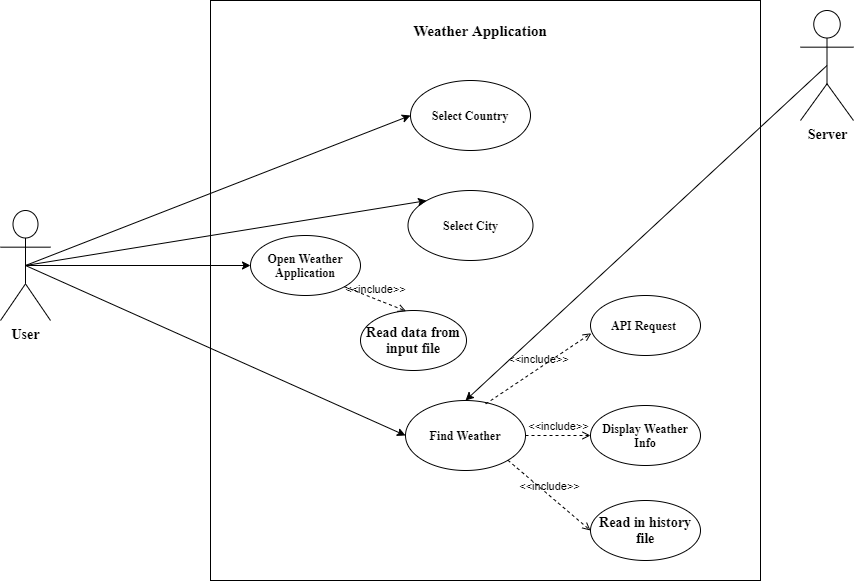 Weather Application
Server
Select Country
Select City
Open Weather
Application
<<include>>
User
Read data from
input file
API Request
<<include>>
Find Weather
<<include>>
Display Weather
Info
<<include>>
Read in history
file